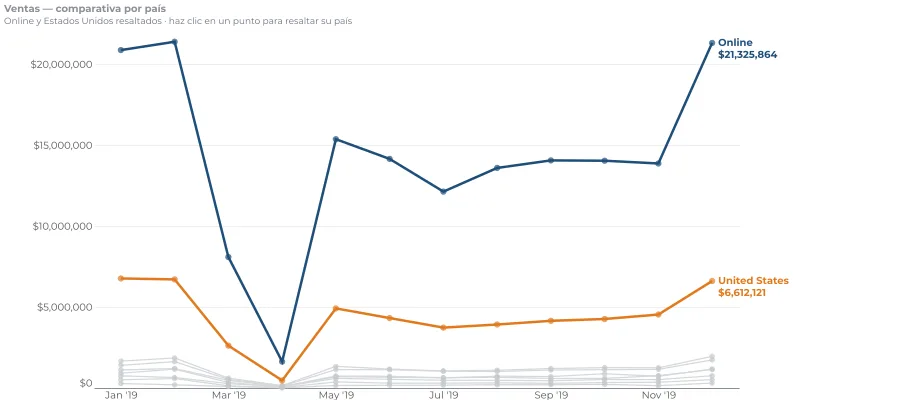 Ventas — comparativa por país
Online y Estados Unidos resaltados · haz clic en un punto para resaltar su país
Online
$21,325,864
$20,000,000
$15,000,000
$10,000,000
United States
$6,612,121
$5,000,000
$0
Jan '19
Mar '19
May '19
Jul '19
Sep '19
Nov '19